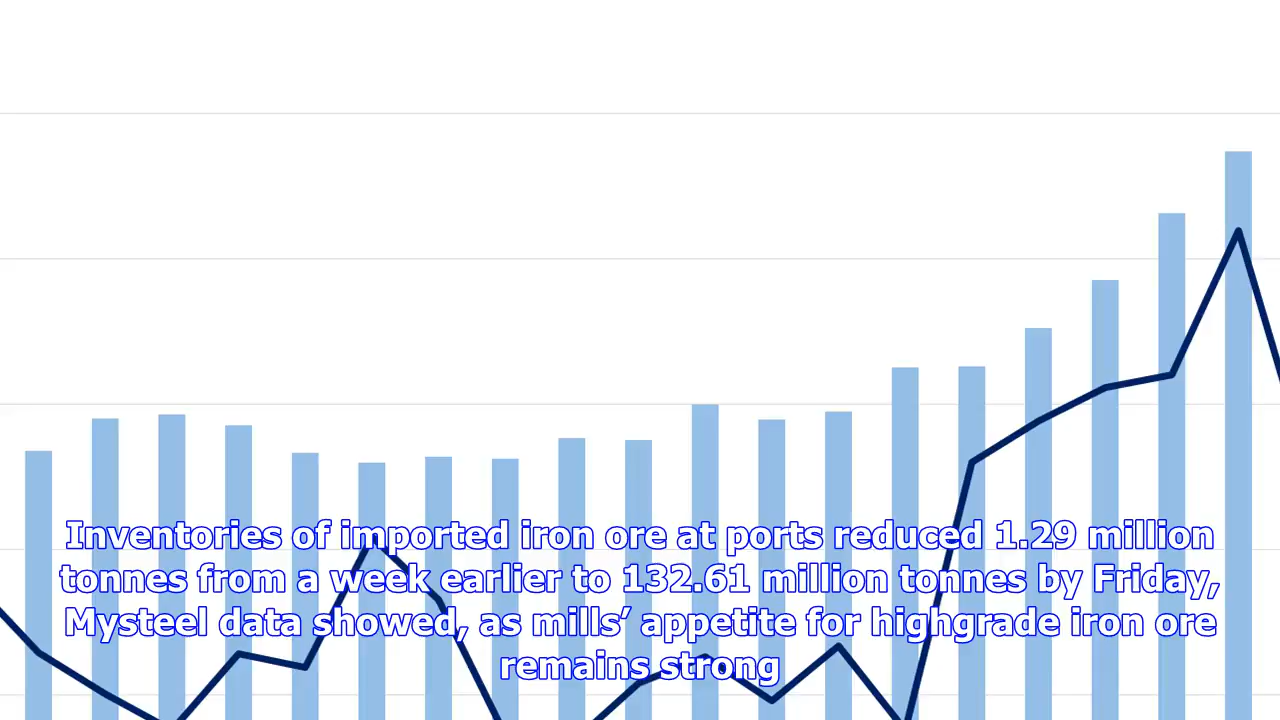 Inventories of imported iron ore at ports reduced 1.29 million
tonnes from a week earlier to 132.61 million tonnes by Friday,
Mysteel data showed, as mills’ appetite for highgrade iron ore
remains strong